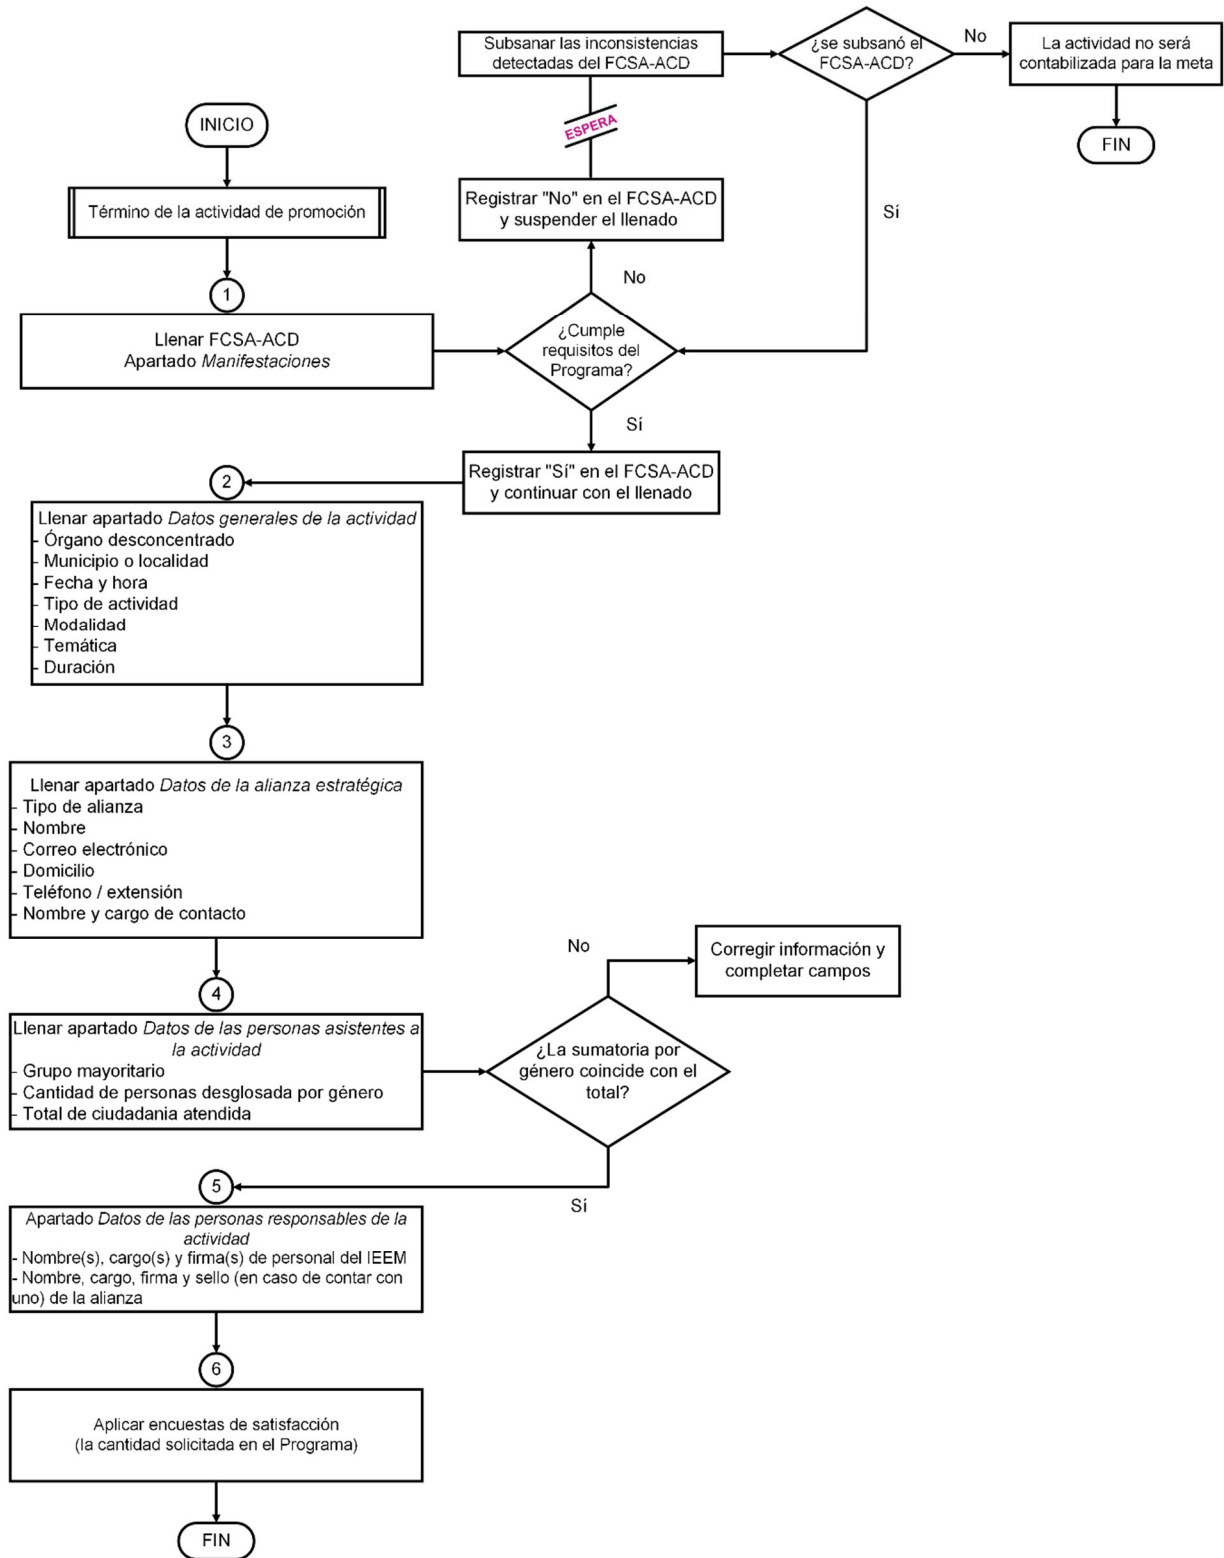 INICIO
Término de la actividad de promoción
1
Llenar FCSA-ACD
Apartado Manifestaciones
¿Cumple
requisitos del
Programa?
No
Registrar "No" en el FCSA-ACD
y suspender el llenado
ESPERA
Subsanar las inconsistencias
detectadas del FCSA-ACD
¿se subsanó el
FCSA-ACD?
No
La actividad no será
contabilizada para la meta
FIN
Sí
Sí
Registrar "Sí" en el FCSA-ACD
y continuar con el llenado
2
Llenar apartado Datos generales de la actividad
- Órgano desconcentrado
- Municipio o localidad
- Fecha y hora
- Tipo de actividad
- Modalidad
- Temática
- Duración
3
Llenar apartado Datos de la alianza estratégica
- Tipo de alianza
- Nombre
- Correo electrónico
- Domicilio
- Teléfono / extensión
- Nombre y cargo de contacto
4
Llenar apartado Datos de las personas asistentes a
la actividad
- Grupo mayoritario
- Cantidad de personas desglosada por género
- Total de ciudadania atendida
¿La sumatoria por
género coincide con el
total?
No
Corregir información y
completar campos
Sí
5
Apartado Datos de las personas responsables de la
actividad
- Nombre(s), cargo(s) y firma(s) de personal del IEEM
- Nombre, cargo, firma y sello (en caso de contar con
uno) de la alianza
6
Aplicar encuestas de satisfacción
(la cantidad solicitada en el Programa)
FIN